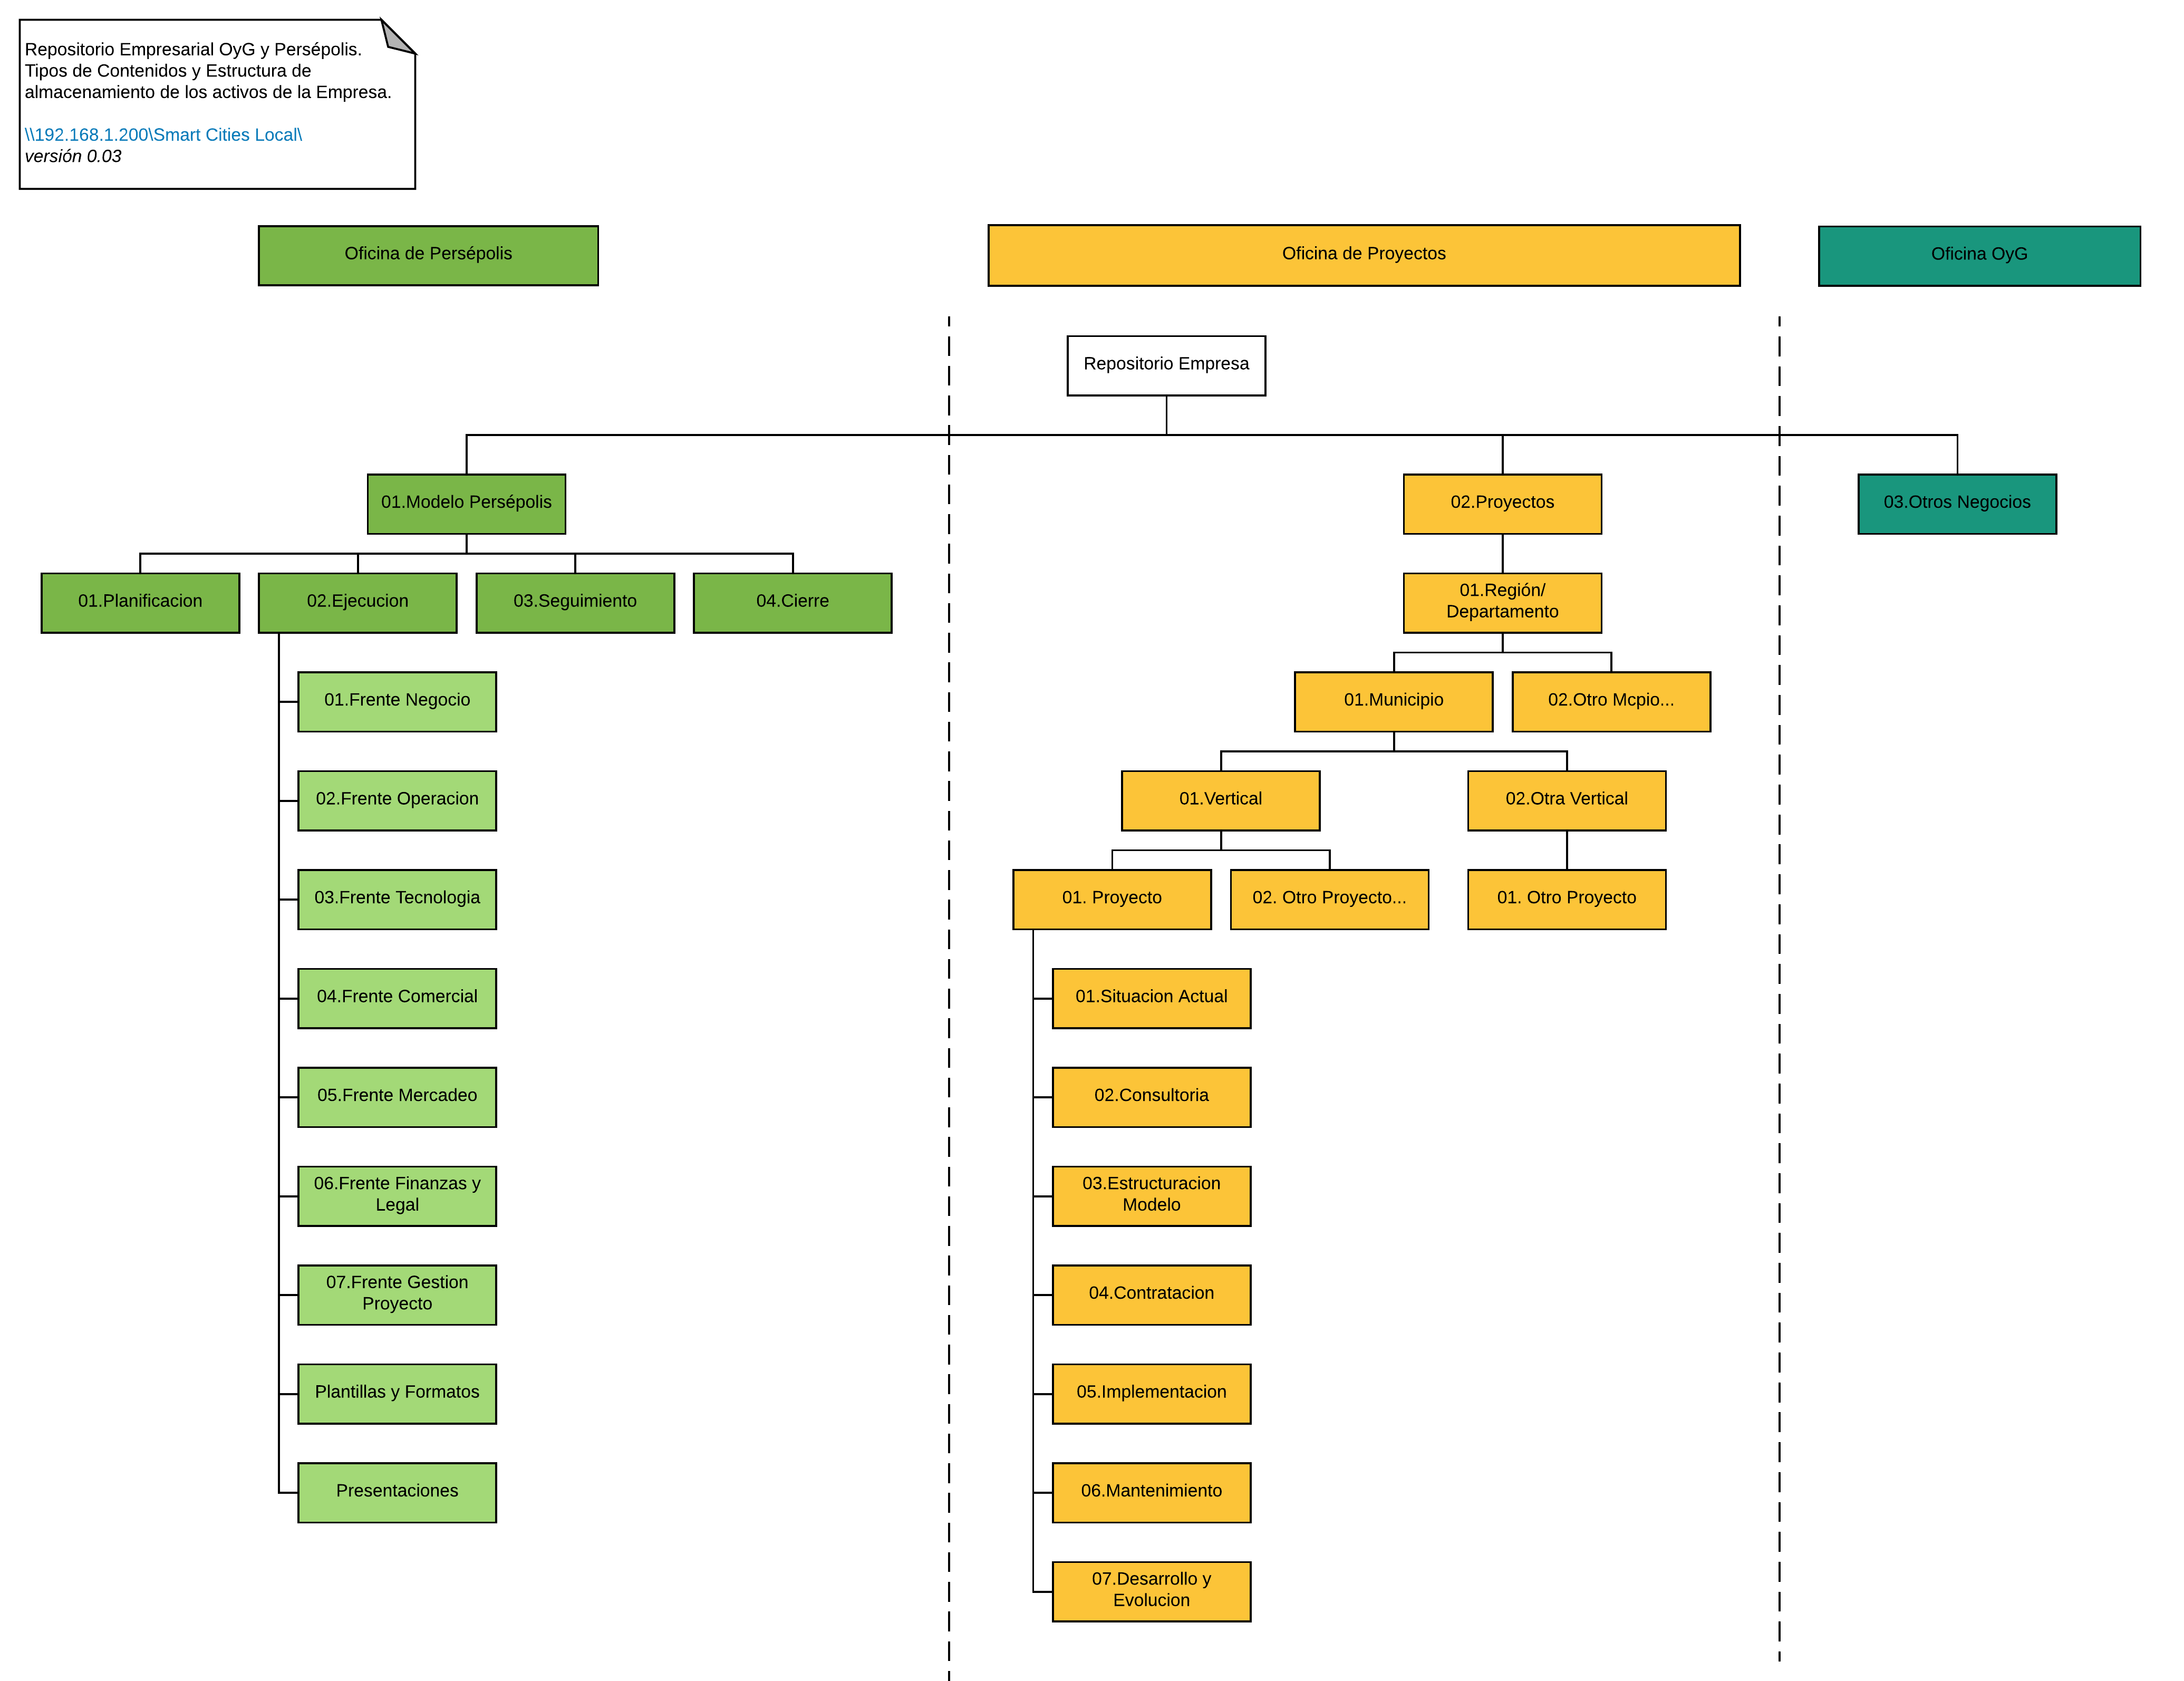 Repositorio Empresarial OyG y Persépolis.
Tipos de Contenidos y Estructura de
almacenamiento de los activos de la Empresa.
\\192.168.1.200\Smart Cities Local\
versión 0.03
Oficina de Persépolis
Oficina de Proyectos
Oficina OyG
Repositorio Empresa
01.Modelo Persépolis
02.Proyectos
03.Otros Negocios
01.Planificacion
02.Ejecucion
03.Seguimiento
04.Cierre
01.Región/
Departamento
01.Frente Negocio
01.Municipio
02.Otro Mcpio...
02.Frente Operacion
01.Vertical
02.Otra Vertical
03.Frente Tecnologia
01. Proyecto
02. Otro Proyecto...
01. Otro Proyecto
04.Frente Comercial
01.Situacion Actual
05.Frente Mercadeo
02.Consultoria
06.Frente Finanzas y
Legal
03.Estructuracion
Modelo
07.Frente Gestion
Proyecto
04.Contratacion
Plantillas y Formatos
05.Implementacion
Presentaciones
06.Mantenimiento
07.Desarrollo y
Evolucion